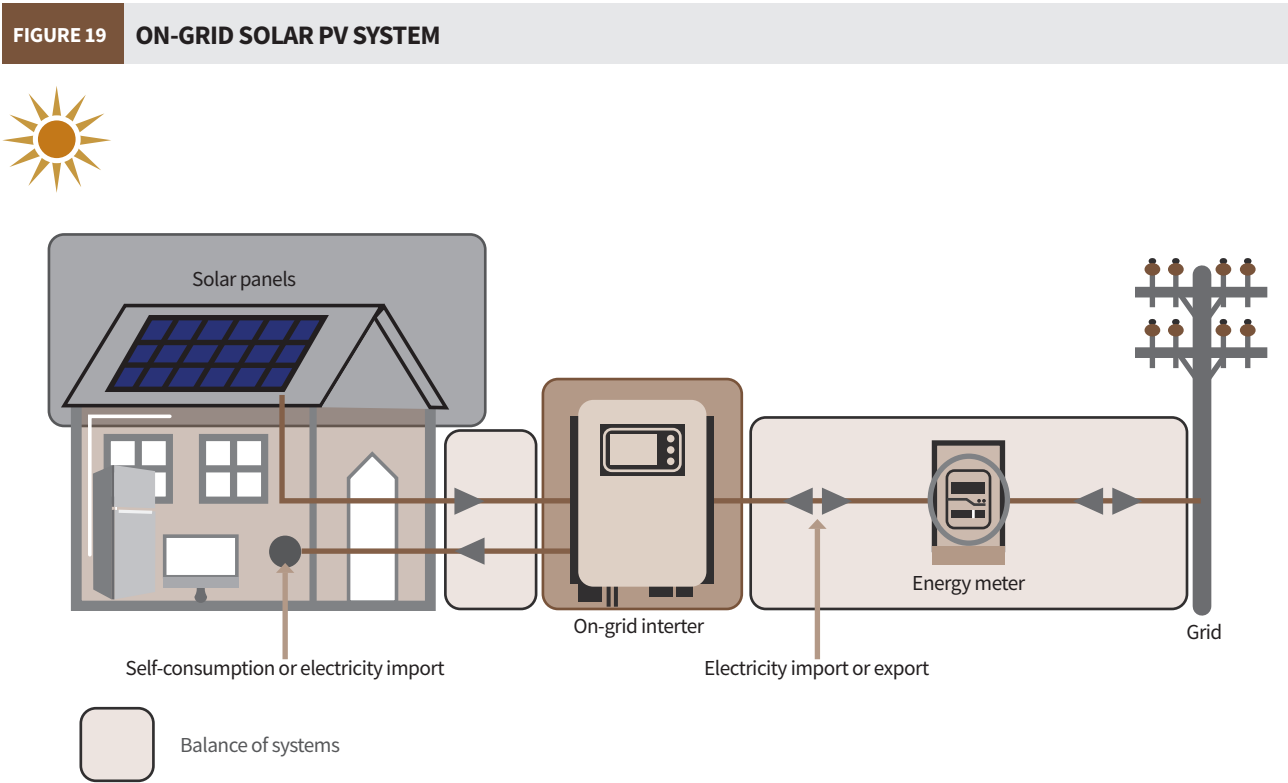 FIGURE 19 ON-GRID SOLAR PV SYSTEM
Solar panels
Energy meter
On-grid interter
Grid
Self-consumption or electricity import
Electricity import or export
Balance of systems